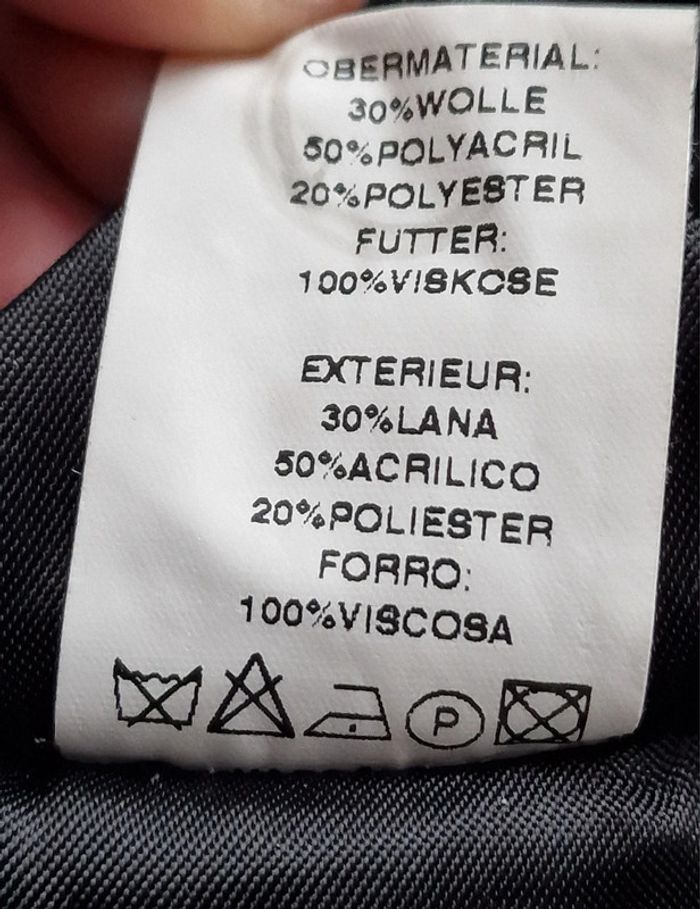 OBERMATERIAL:
30%WOLLE
50%POLYACRIL
20%POLYESTER
FUTTER:
100%VISKOSE
EXTERIEUR:
30%LANA
50%ACRILICO
20%POLIESTER
FORRO:
100%VISCOSA
P